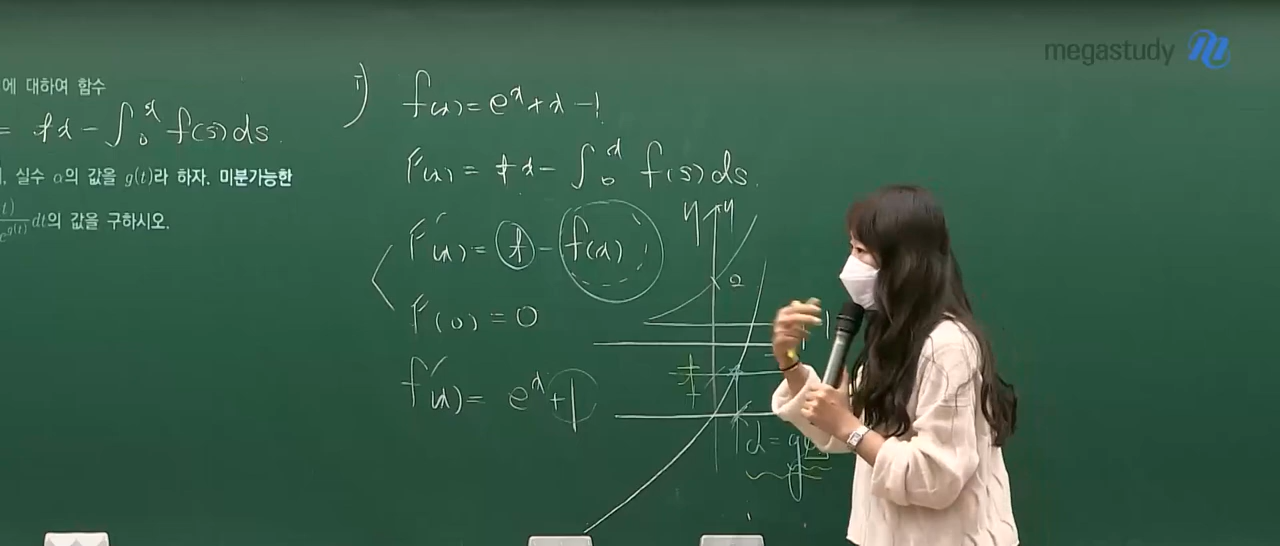 megastudy
에 대하여 함수
= tx - ∫₀ˣ f(s)ds.
, 실수 α의 값을 g(t)라 하자. 미분가능한
t)
e^{g(t)} dt의 값을 구하시오.
i)
f(x) = eˣ + x - 1
F(x) = tx - ∫₀ˣ f(s)ds.
F'(x) = t - f(x)
F(0) = 0
f'(x) = eˣ + 1
y
2
t
α = g